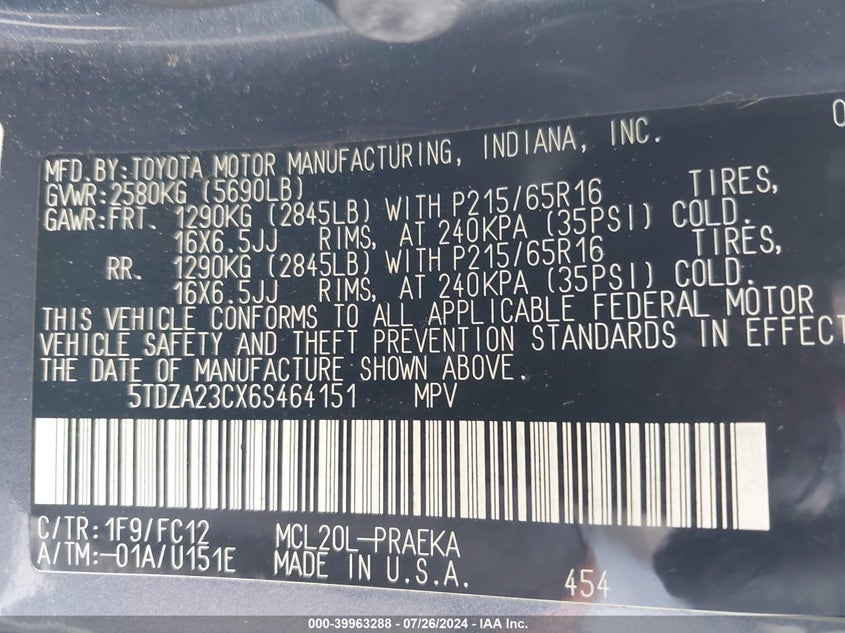 0
MFD.BY:TOYOTA MOTOR MANUFACTURING, INDIANA, INC.
GVWR:2580KG (5690LB)
GAWR:FRT. 1290KG (2845LB) WITH P215/65R16 TIRES,
16X6.5JJ RIMS, AT 240KPA (35PSI) COLD.
RR. 1290KG (2845LB) WITH P215/65R16 TIRES,
16X6.5JJ RIMS, AT 240KPA (35PSI) COLD.
THIS VEHICLE CONFORMS TO ALL APPLICABLE FEDERAL MOTOR
VEHICLE SAFETY AND THEFT PREVENTION STANDARDS IN EFFECT
THE DATE OF MANUFACTURE SHOWN ABOVE.
5TDZA23CX6S464151 MPV
C/TR:1F9/FC12 MCL20L-PRAEKA
A/TM:-01A/U151E MADE IN U.S.A. 454
000-39963288 - 07/26/2024 - IAA Inc.